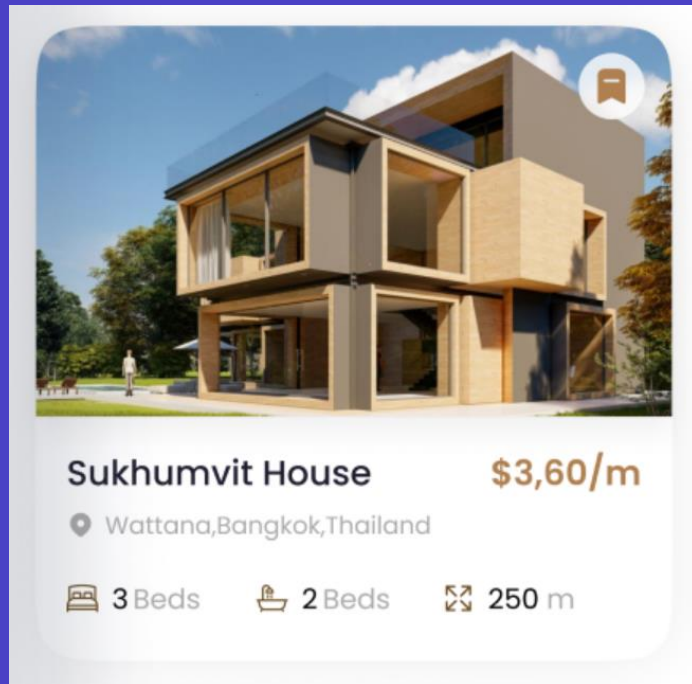 Sukhumvit House
$3,60/m
Wattana,Bangkok,Thailand
3 Beds
2 Beds
250 m